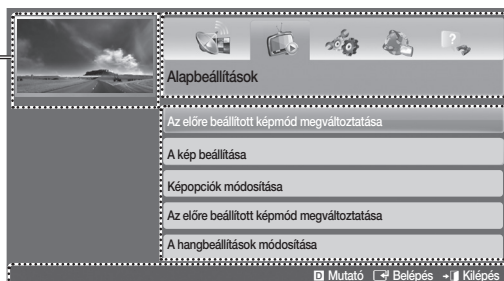 Alapbeállítások
Az előre beállított képmód megváltoztatása
A kép beállítása
Képopciók módosítása
Az előre beállított képmód megváltoztatása
A hangbeállítások módosítása
D Mutató Belépés Kilépés